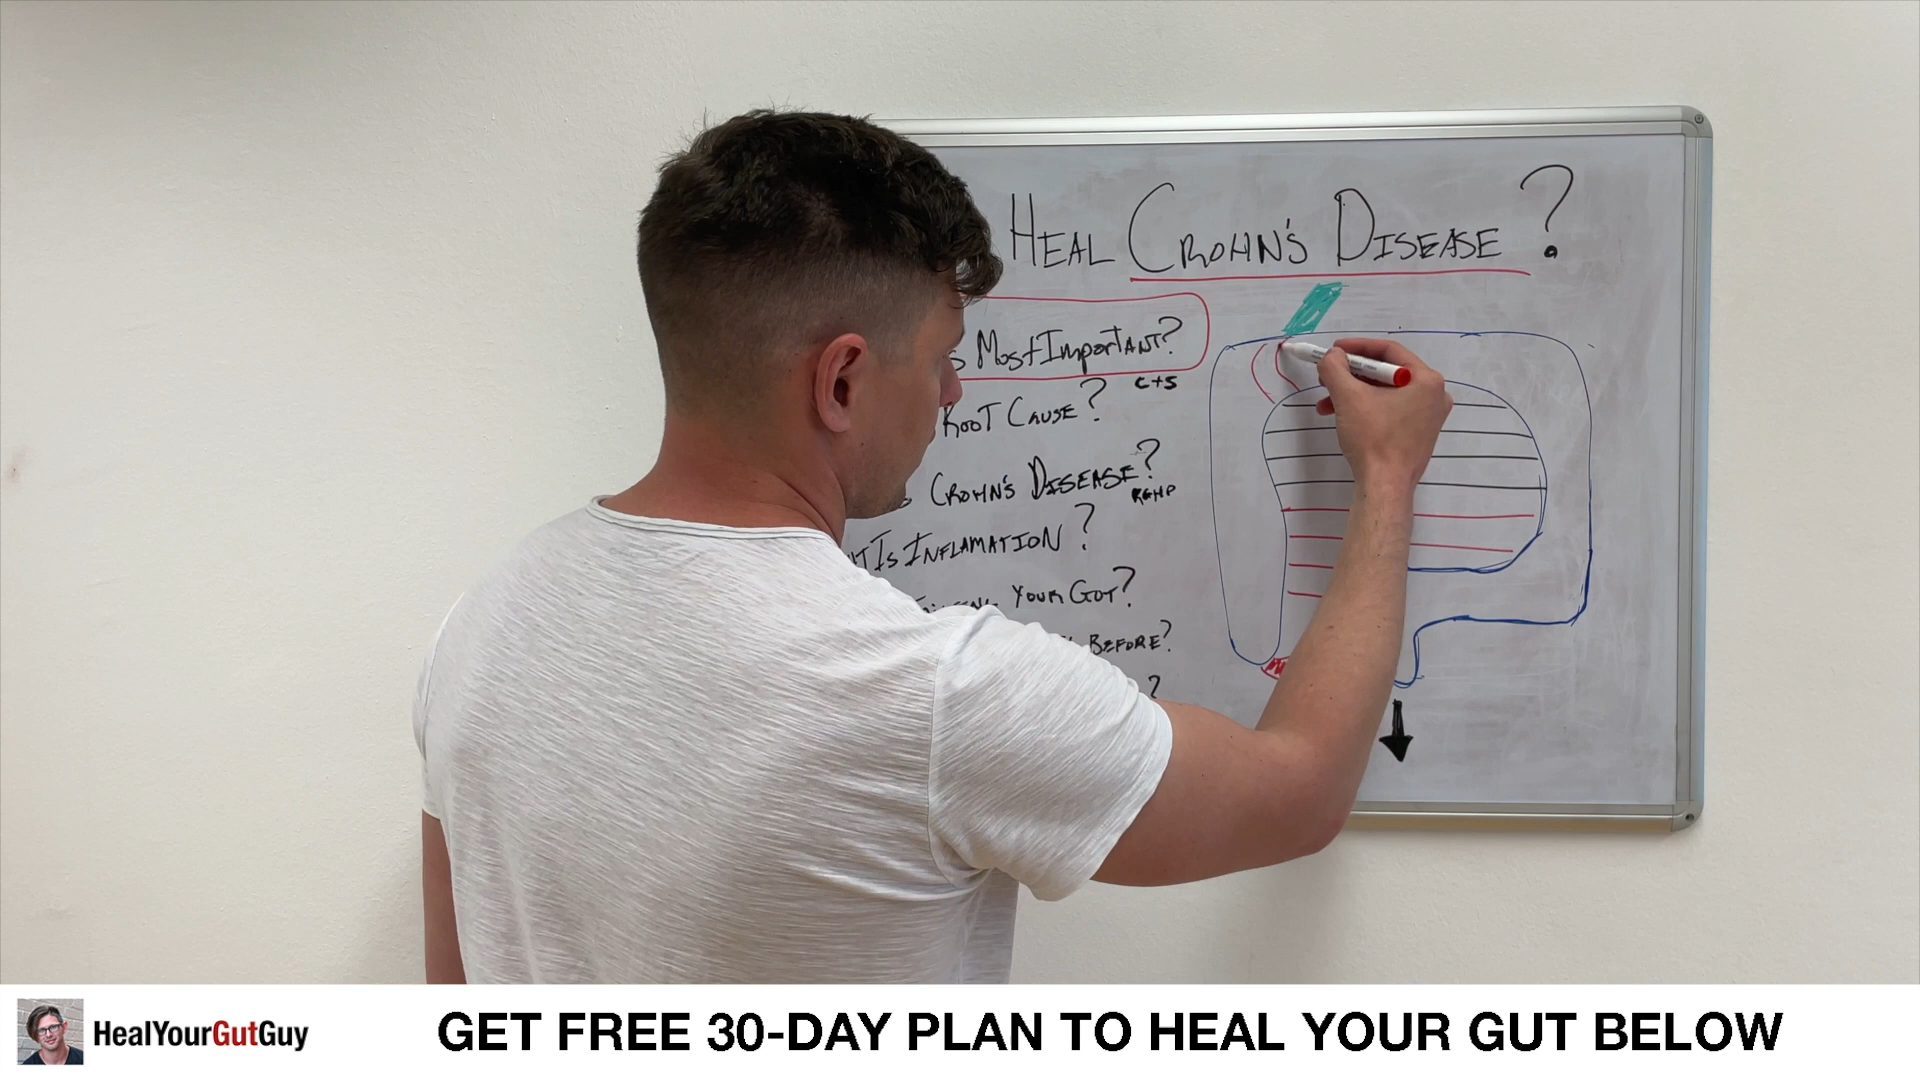 HEAL CROHN'S DISEASE ?
MOST IMPORTANT?
C+S
ROOT CAUSE?
CROHN'S DISEASE?
IS INFLAMATION ?
YOUR GUT?
BEFORE?
?
HealYourGutGuy
GET FREE 30-DAY PLAN TO HEAL YOUR GUT BELOW